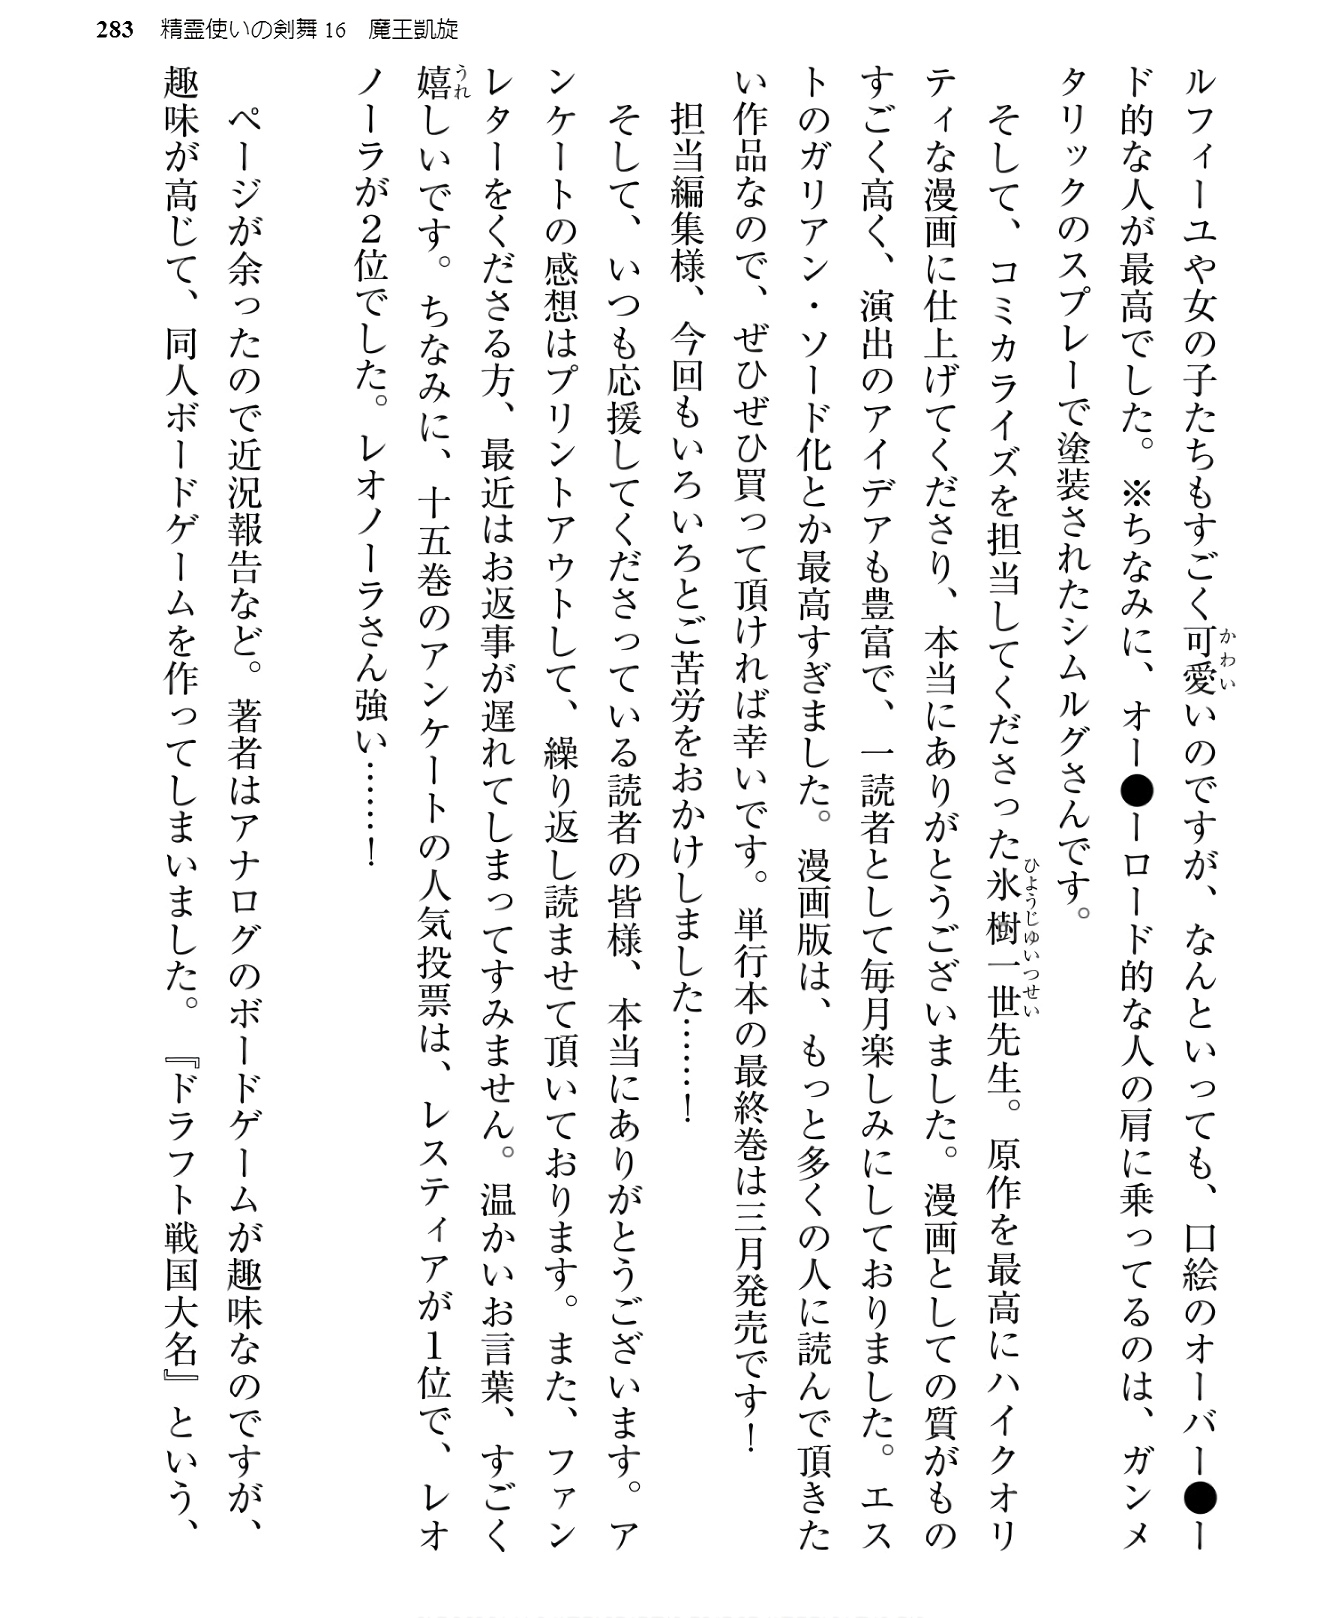 283　精霊使いの剣舞 16　魔王凱旋
ルフィーユや女の子たちもすごく可愛いのですが、なんといっても、口絵のオーバー●ー
かわい
ド的な人が最高でした。※ちなみに、オー●ーロード的な人の肩に乗ってるのは、ガンメ
タリックのスプレーで塗装されたシムルグさんです。
　そして、コミカライズを担当してくださった氷樹一世先生。原作を最高にハイクオリ
ひようじゆいつせい
ティな漫画に仕上げてくださり、本当にありがとうございました。漫画としての質がもの
すごく高く、演出のアイデアも豊富で、一読者として毎月楽しみにしておりました。エス
トのガリアン・ソード化とか最高すぎました。漫画版は、もっと多くの人に読んで頂きた
い作品なので、ぜひぜひ買って頂ければ幸いです。単行本の最終巻は三月発売です！
　担当編集様、今回もいろいろとご苦労をおかけしました……！
　そして、いつも応援してくださっている読者の皆様、本当にありがとうございます。ア
ンケートの感想はプリントアウトして、繰り返し読ませて頂いております。また、ファン
レターをくださる方、最近はお返事が遅れてしまってすみません。温かいお言葉、すごく
嬉しいです。ちなみに、十五巻のアンケートの人気投票は、レスティアが１位で、レオ
うれ
ノーラが２位でした。レオノーラさん強い……！
　ページが余ったので近況報告など。著者はアナログのボードゲームが趣味なのですが、
趣味が高じて、同人ボードゲームを作ってしまいました。『ドラフト戦国大名』という、